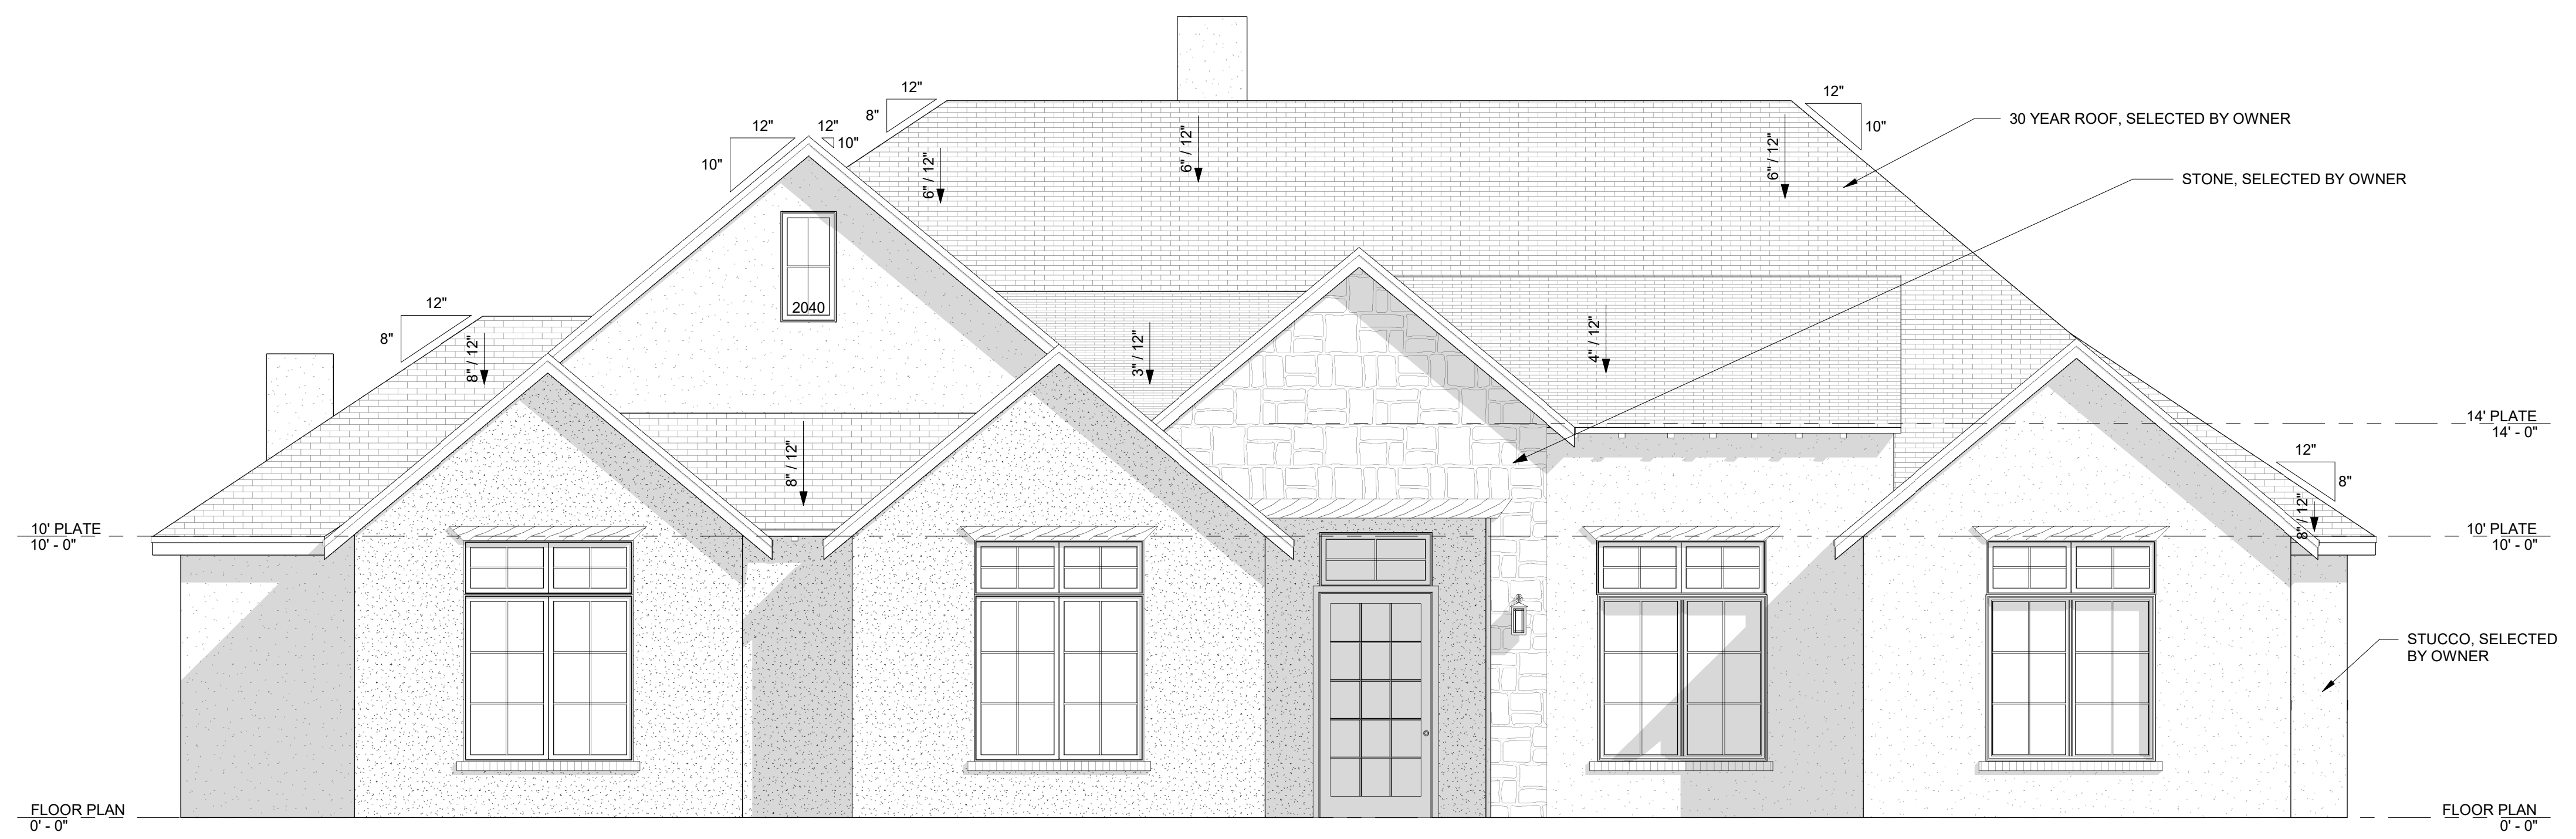 12"
8"
12"
10"
12"
10"
12"
10"
30 YEAR ROOF, SELECTED BY OWNER
6" / 12"
6" / 12"
6" / 12"
STONE, SELECTED BY OWNER
2040
12"
8"
8" / 12"
3" / 12"
4" / 12"
14' PLATE
14' - 0"
8" / 12"
12"
8"
8" / 12"
10' PLATE
10' - 0"
10' PLATE
10' - 0"
STUCCO, SELECTED
BY OWNER
FLOOR PLAN
0' - 0"
FLOOR PLAN
0' - 0"